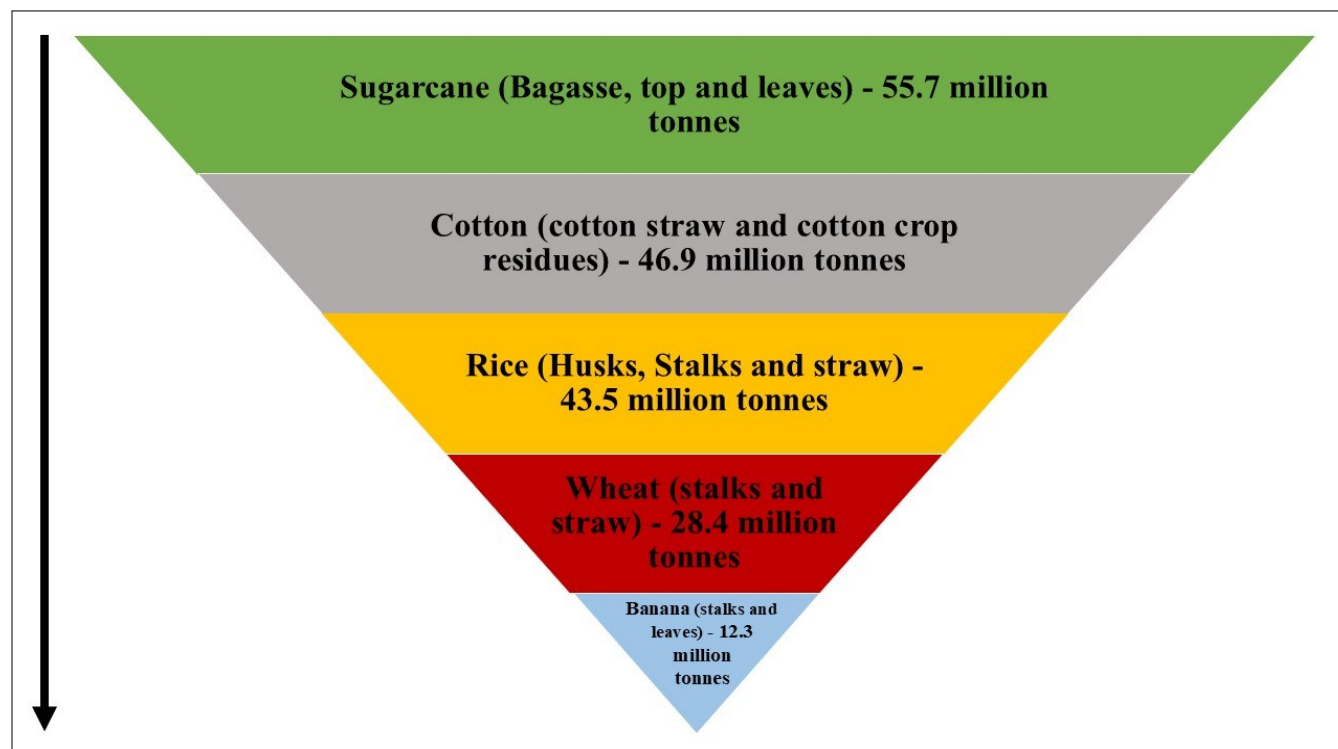 Sugarcane (Bagasse, top and leaves) - 55.7 million
tonnes
Cotton (cotton straw and cotton crop
residues) - 46.9 million tonnes
Rice (Husks, Stalks and straw) -
43.5 million tonnes
Wheat (stalks and
straw) - 28.4 million
tonnes
Banana (stalks and
leaves) - 12.3
million
tonnes